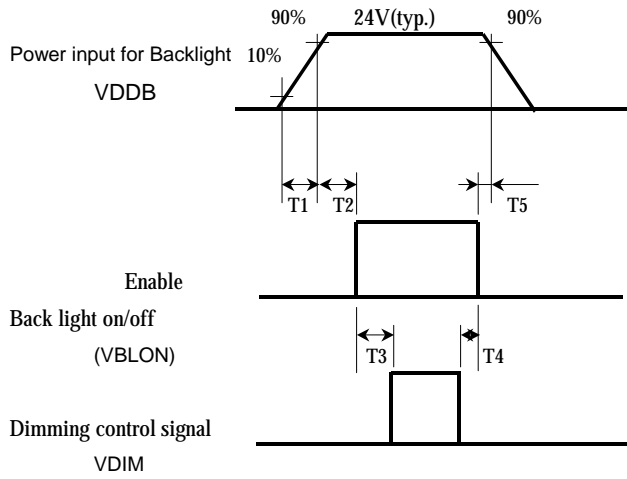 90% 24V(typ.) 90%
Power input for Backlight 10%
VDDB
T1 T2 T5
Enable
Back light on/off
(VBLON) T3 T4
Dimming control signal
VDIM